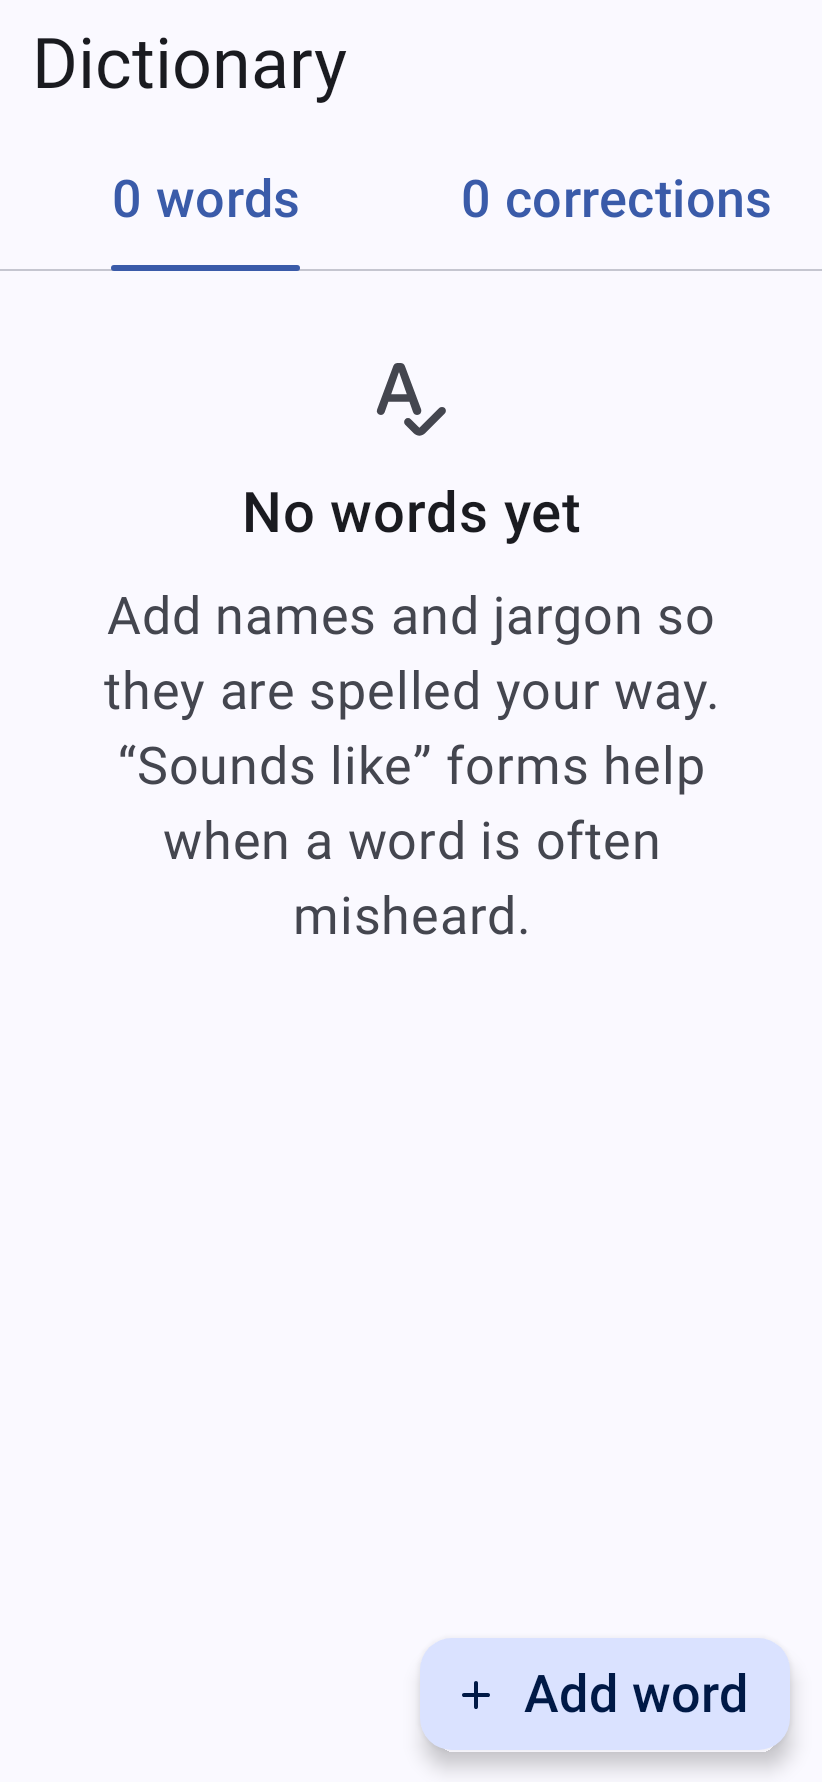 Dictionary
0 words
0 corrections
No words yet
Add names and jargon so
they are spelled your way.
“Sounds like” forms help
when a word is often
misheard.
+ Add word